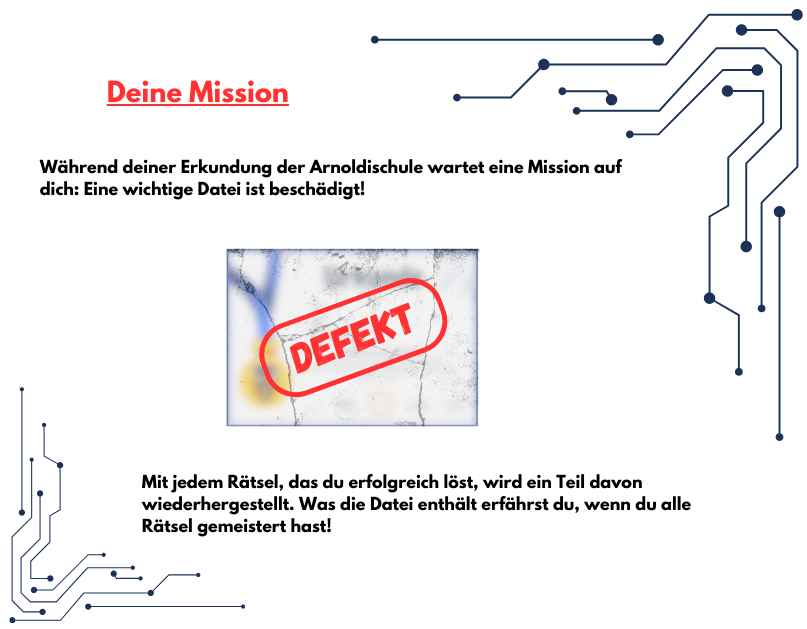 Deine Mission
Während deiner Erkundung der Arnoldischule wartet eine Mission auf
dich: Eine wichtige Datei ist beschädigt!
DEFEKT
Mit jedem Rätsel, das du erfolgreich löst, wird ein Teil davon
wiederhergestellt. Was die Datei enthält erfährst du, wenn du alle
Rätsel gemeistert hast!